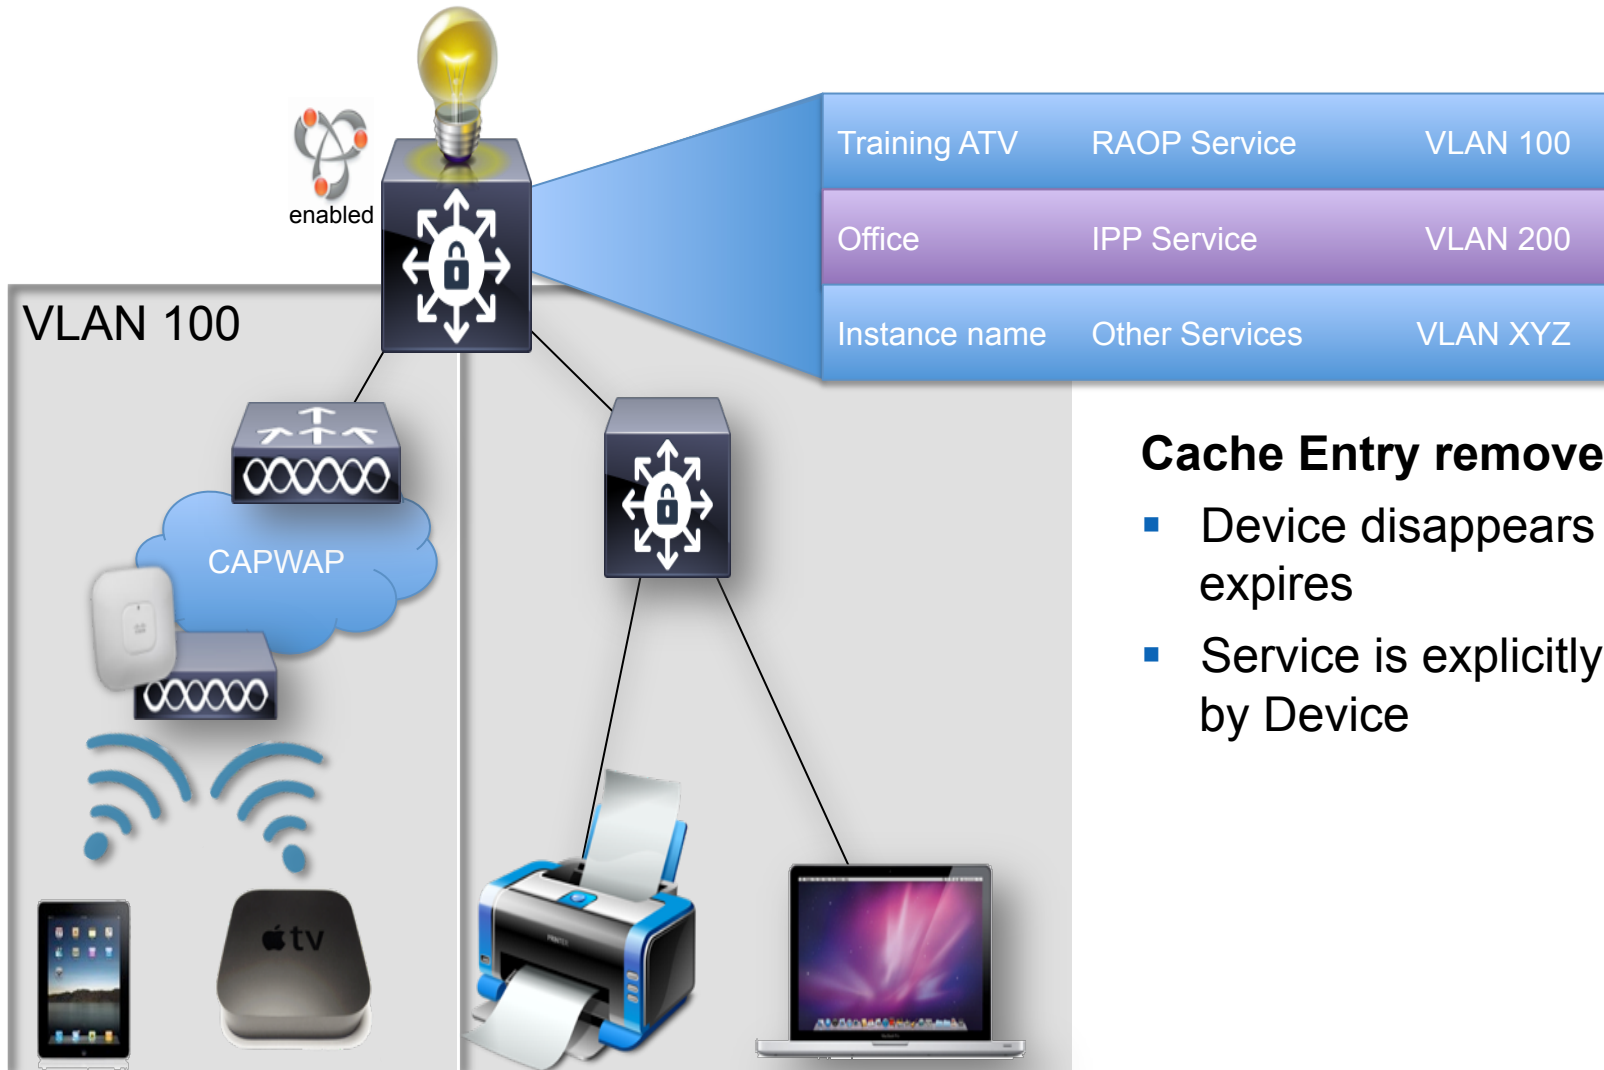 enabled
Training ATV RAOP Service VLAN 100
Office IPP Service VLAN 200
Instance name Other Services VLAN XYZ
VLAN 100
CAPWAP
tv
Cache Entry remove
Device disappears
expires
Service is explicitly
by Device